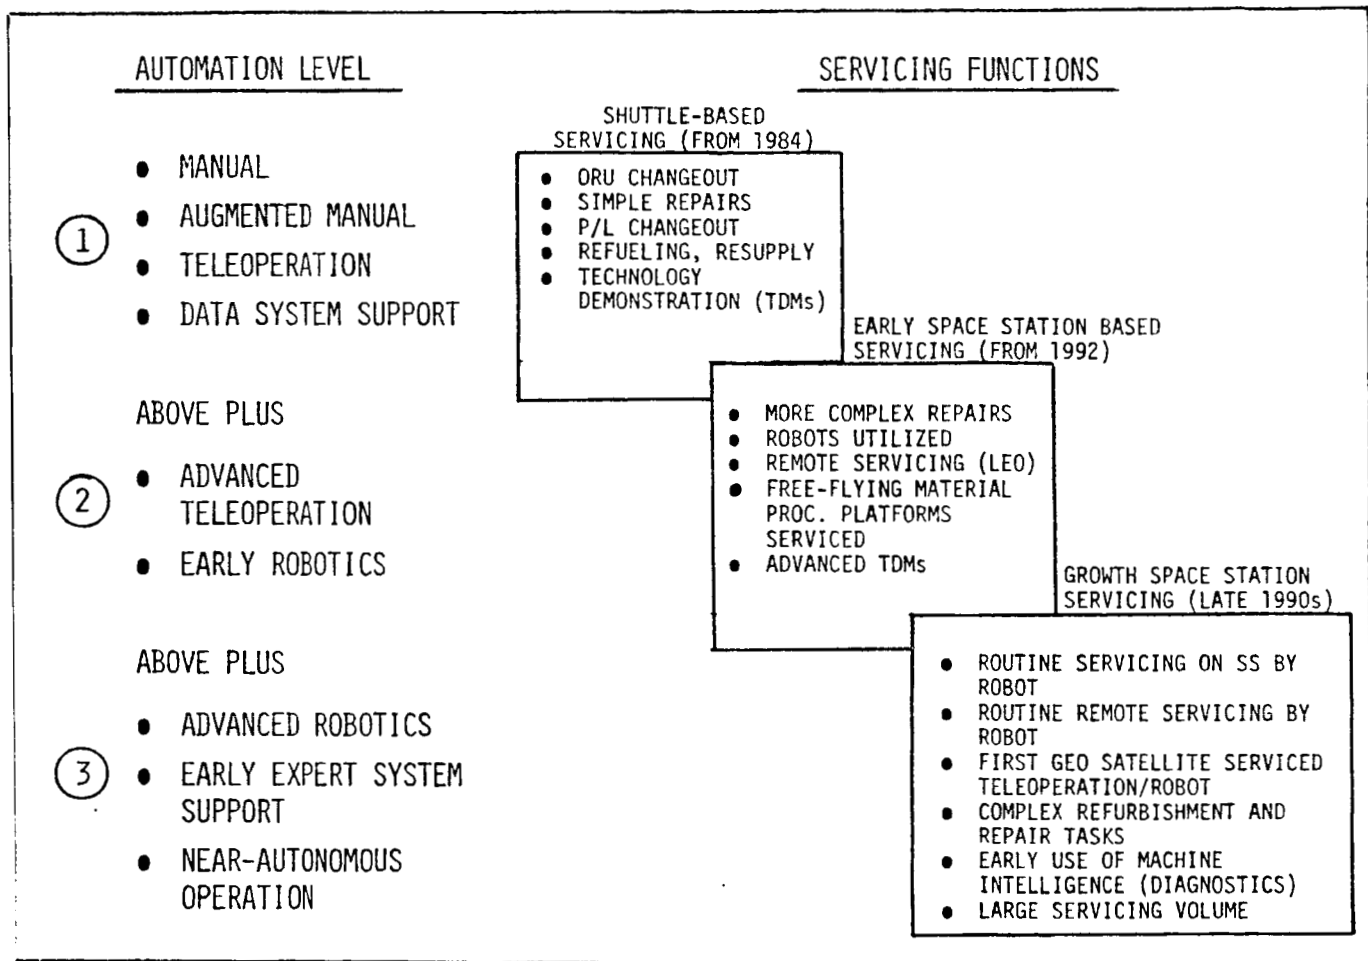 AUTOMATION LEVEL
① 
● MANUAL
● AUGMENTED MANUAL
● TELEOPERATION
● DATA SYSTEM SUPPORT
ABOVE PLUS
②
● ADVANCED
TELEOPERATION
● EARLY ROBOTICS
ABOVE PLUS
③
● ADVANCED ROBOTICS
● EARLY EXPERT SYSTEM
SUPPORT
● NEAR-AUTONOMOUS
OPERATION
SERVICING FUNCTIONS
SHUTTLE-BASED
SERVICING (FROM 1984)
● ORU CHANGEOUT
● SIMPLE REPAIRS
● P/L CHANGEOUT
● REFUELING, RESUPPLY
● TECHNOLOGY
DEMONSTRATION (TDMs)
EARLY SPACE STATION BASED
SERVICING (FROM 1992)
● MORE COMPLEX REPAIRS
● ROBOTS UTILIZED
● REMOTE SERVICING (LEO)
● FREE-FLYING MATERIAL
PROC. PLATFORMS
SERVICED
● ADVANCED TDMs
GROWTH SPACE STATION
SERVICING (LATE 1990s)
● ROUTINE SERVICING ON SS BY
ROBOT
● ROUTINE REMOTE SERVICING BY
ROBOT
● FIRST GEO SATELLITE SERVICED
TELEOPERATION/ROBOT
● COMPLEX REFURBISHMENT AND
REPAIR TASKS
● EARLY USE OF MACHINE
INTELLIGENCE (DIAGNOSTICS)
● LARGE SERVICING VOLUME